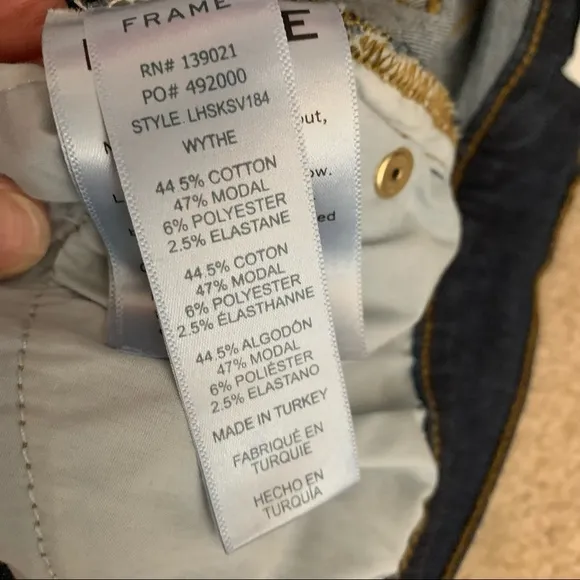 FRAME
RN# 139021
PO# 492000
STYLE. LHSKSV184
WYTHE
44.5% COTTON
47% MODAL
6% POLYESTER
2.5% ELASTANE
44.5% COTON
47% MODAL
6% POLYESTER
2.5% ÉLASTHANNE
44.5% ALGODÓN
47% MODAL
6% POLIÉSTER
2.5% ELASTANO
MADE IN TURKEY
FABRIQUÉ EN
TURQUIE
HECHO EN
TURQUÍA